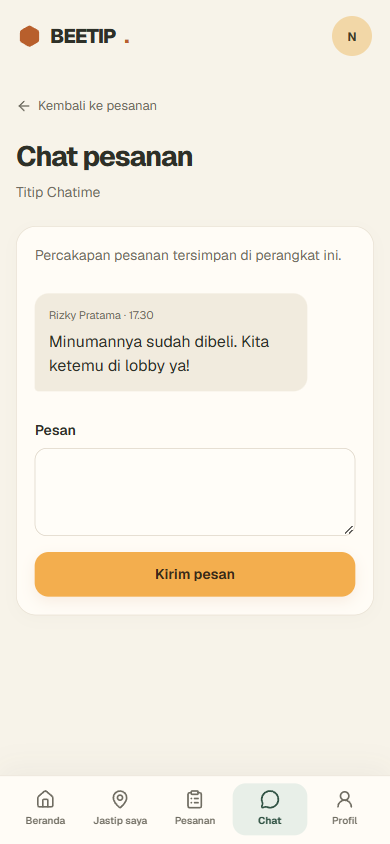 BEETIP .
N
Kembali ke pesanan
Chat pesanan
Titip Chatime
Percakapan pesanan tersimpan di perangkat ini.
Rizky Pratama · 17.30
Minumannya sudah dibeli. Kita
ketemu di lobby ya!
Pesan
Kirim pesan
Beranda
Jastip saya
Pesanan
Chat
Profil